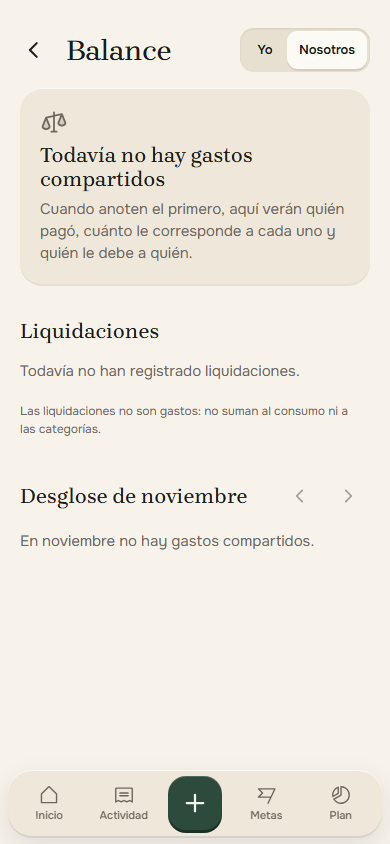 Balance
Yo
Nosotros
Todavía no hay gastos
compartidos
Cuando anoten el primero, aquí verán quién
pagó, cuánto le corresponde a cada uno y
quién le debe a quién.
Liquidaciones
Todavía no han registrado liquidaciones.
Las liquidaciones no son gastos: no suman al consumo ni a
las categorías.
Desglose de noviembre
En noviembre no hay gastos compartidos.
Inicio
Actividad
Metas
Plan